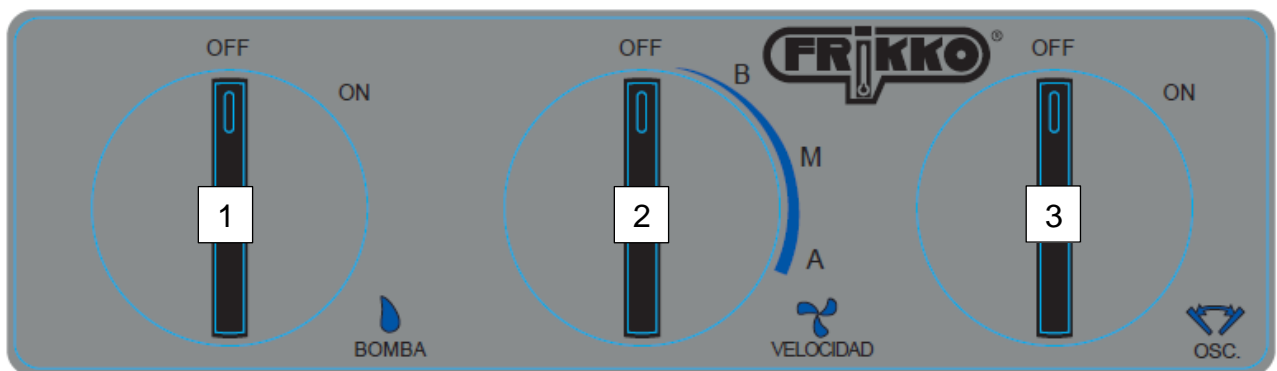 OFF
ON
1
BOMBA
OFF
B
M
A
2
VELOCIDAD
FRIKKO®
OFF
ON
3
OSC.